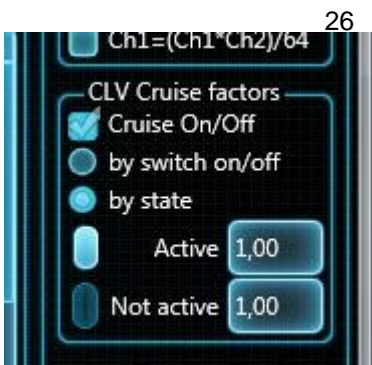 26
Ch1=(Ch1*Ch2)/64
CLV Cruise factors
Cruise On/Off
by switch on/off
by state
Active 1,00
Not active 1,00